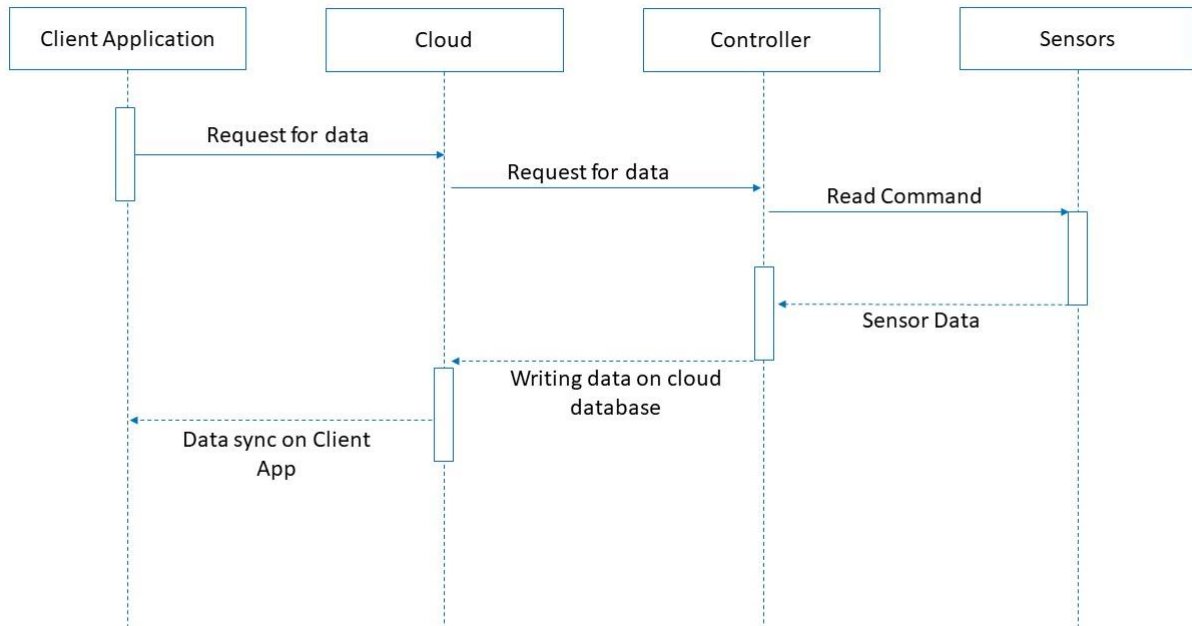 Client Application
Cloud
Controller
Sensors
Request for data
Request for data
Read Command
Sensor Data
Writing data on cloud
database
Data sync on Client
App